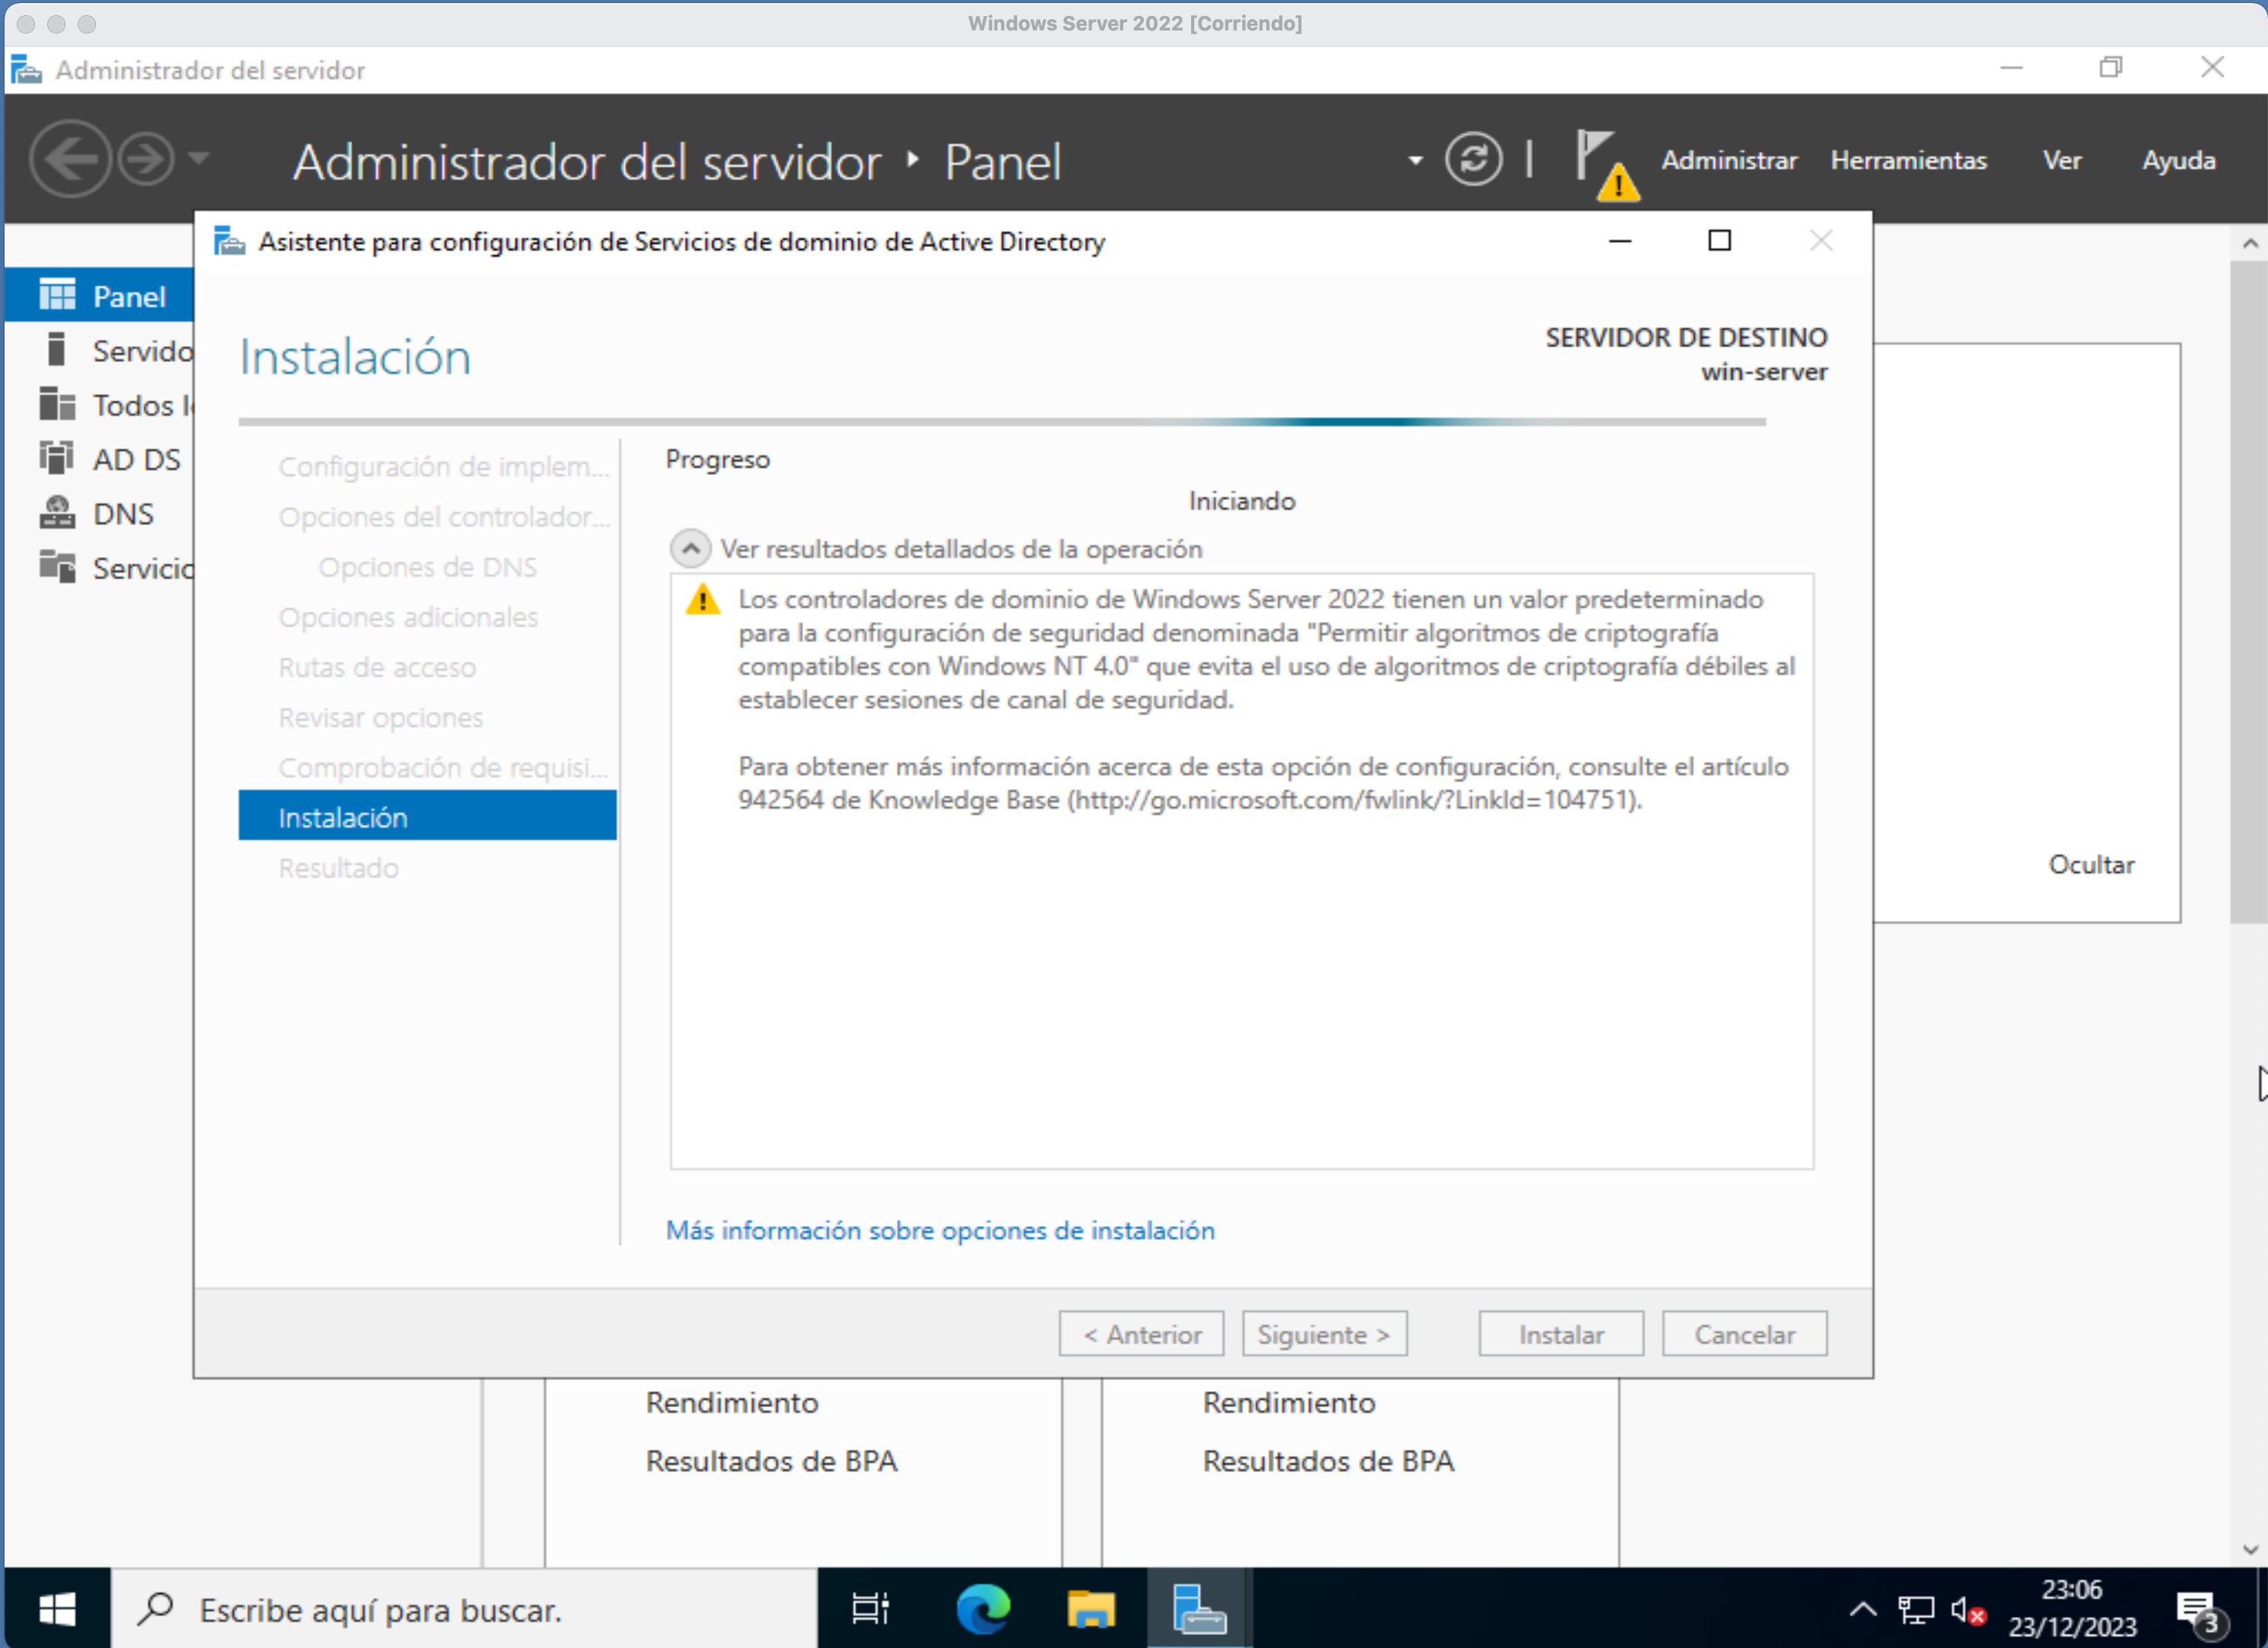 Windows Server 2022 [Corriendo]
Administrador del servidor
Administrador del servidor
Panel
Administrar
Herramientas
Ver
Ayuda
Panel
Servido
Todos l
AD DS
DNS
Servicio
Asistente para configuración de Servicios de dominio de Active Directory
Instalación
SERVIDOR DE DESTINO
win-server
Configuración de implem...
Opciones del controlador...
Opciones de DNS
Opciones adicionales
Rutas de acceso
Revisar opciones
Comprobación de requisi...
Instalación
Resultado
Progreso
Iniciando
Ver resultados detallados de la operación
Los controladores de dominio de Windows Server 2022 tienen un valor predeterminado
para la configuración de seguridad denominada "Permitir algoritmos de criptografía
compatibles con Windows NT 4.0" que evita el uso de algoritmos de criptografía débiles al
establecer sesiones de canal de seguridad.
Para obtener más información acerca de esta opción de configuración, consulte el artículo
942564 de Knowledge Base (http://go.microsoft.com/fwlink/?LinkId=104751).
Más información sobre opciones de instalación
< Anterior
Siguiente >
Instalar
Cancelar
Ocultar
Rendimiento
Resultados de BPA
Rendimiento
Resultados de BPA
Escribe aquí para buscar.
23:06
23/12/2023
3